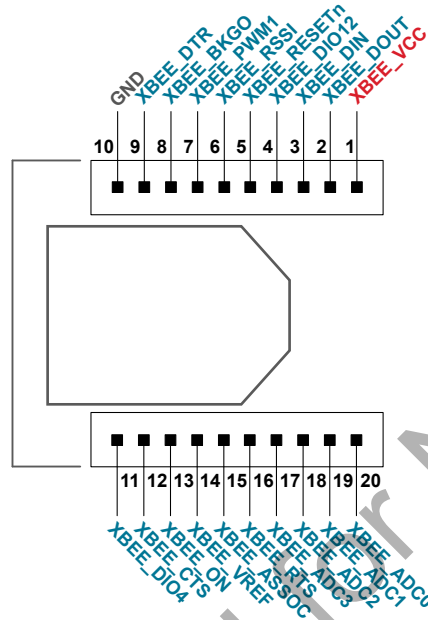 GND
XBEE_DTR
XBEE_BKGO
XBEE_PWM1
XBEE_RSSI
XBEE_RESETn
XBEE_DIO12
XBEE_DIN
XBEE_DOUT
XBEE_VCC
10 9 8 7 6 5 4 3 2 1
11 12 13 14 15 16 17 18 19 20
XBEE_DIO4
XBEE_CTS
XBEE_ON
XBEE_VREF
XBEE_ASSOC
XBEE_RTS
XBEE_ADC3
XBEE_ADC2
XBEE_ADC1
XBEE_ADC0
for